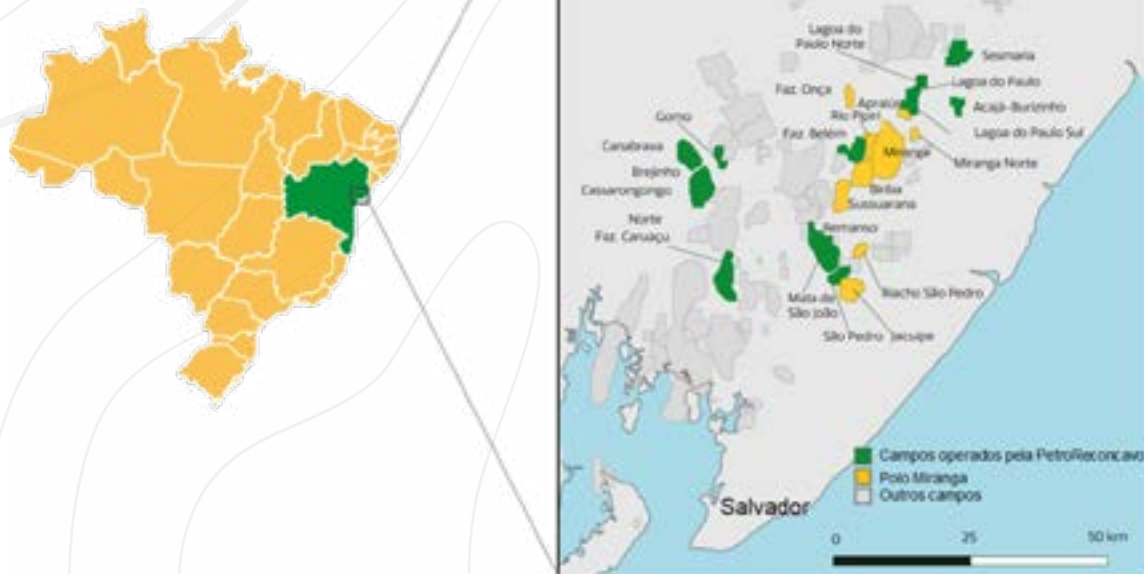 Lagoa do
Paulo Norte
Sesmaria
Lagoa do Paulo
Faz. Onça
Apraiús
Acajá-Burizinho
Rio Pipiri
Gomo
Lagoa do Paulo Sul
Faz. Belém
Canabrava
Miranga
Miranga Norte
Brejinho
Cassarongongo
Biriba
Sussuarana
Norte
Faz. Caruaçu
Remanso
Riacho São Pedro
Mata de
São João
São Pedro
Jacuípe
Campos operados pela PetroReconcavo
Polo Miranga
Outros campos
Salvador
0
25
50 km